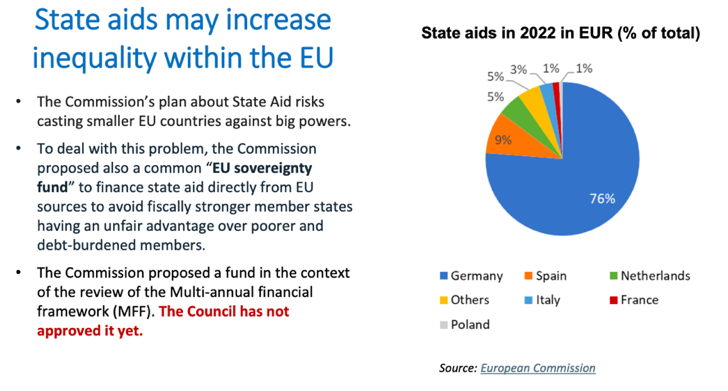 State aids may increase
inequality within the EU
• The Commission's plan about State Aid risks
casting smaller EU countries against big powers.
• To deal with this problem, the Commission
proposed also a common "EU sovereignty
fund" to finance state aid directly from EU
sources to avoid fiscally stronger member states
having an unfair advantage over poorer and
debt-burdened members.
• The Commission proposed a fund in the context
of the review of the Multi-annual financial
framework (MFF). The Council has not
approved it yet.
State aids in 2022 in EUR (% of total)
5%
3%
1%
1%
5%
9%
76%
Germany
Spain
Netherlands
Others
Italy
France
Poland
Source: European Commission